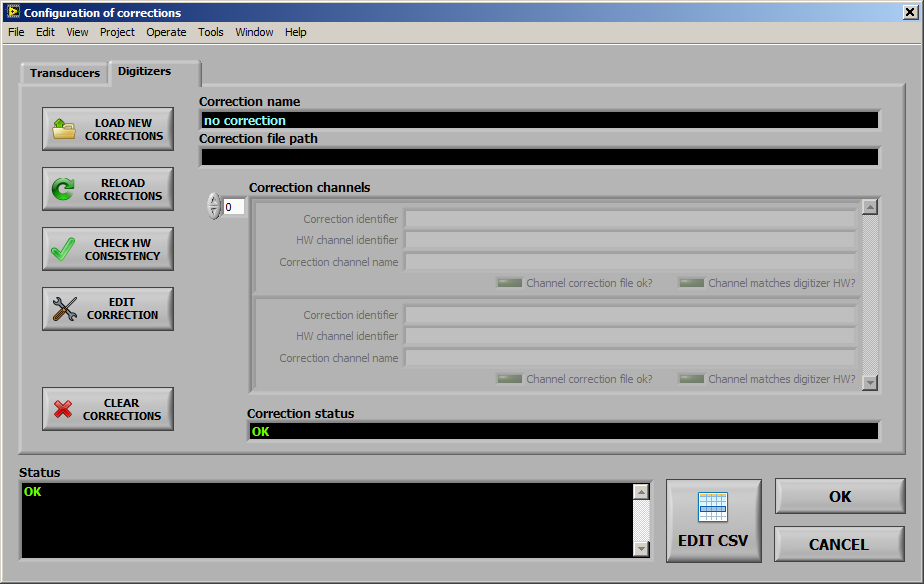 Configuration of corrections
File Edit View Project Operate Tools Window Help
Transducers Digitizers
LOAD NEW
CORRECTIONS
RELOAD
CORRECTIONS
CHECK HW
CONSISTENCY
EDIT
CORRECTION
CLEAR
CORRECTIONS
Correction name
no correction
Correction file path
Correction channels
0
Correction identifier
HW channel identifier
Correction channel name
Channel correction file ok? Channel matches digitizer HW?
Correction identifier
HW channel identifier
Correction channel name
Channel correction file ok? Channel matches digitizer HW?
Correction status
OK
Status
OK
EDIT CSV
OK
CANCEL